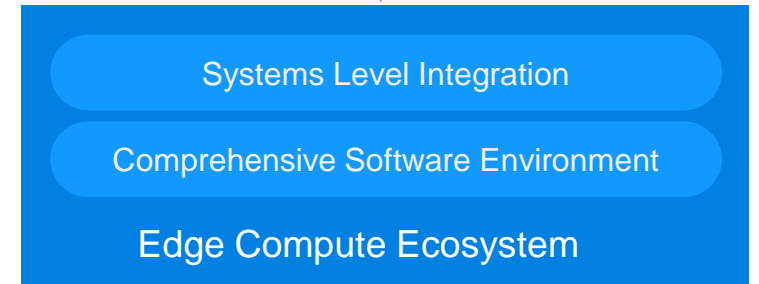 Systems Level Integration
Comprehensive Software Environment
Edge Compute Ecosystem